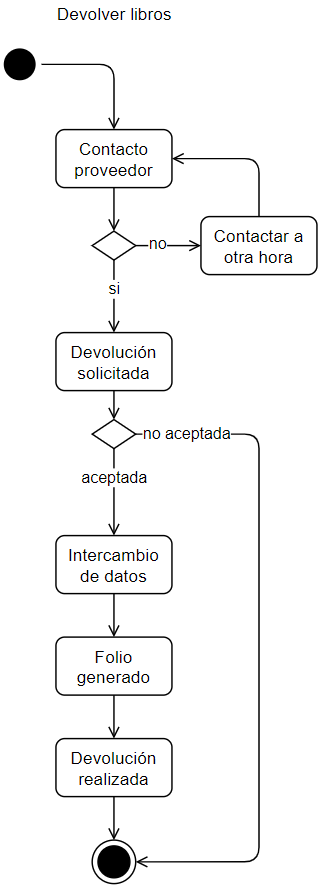 Devolver libros
Contacto
proveedor
no
Contactar a
otra hora
si
Devolución
solicitada
no aceptada
aceptada
Intercambio
de datos
Folio
generado
Devolución
realizada